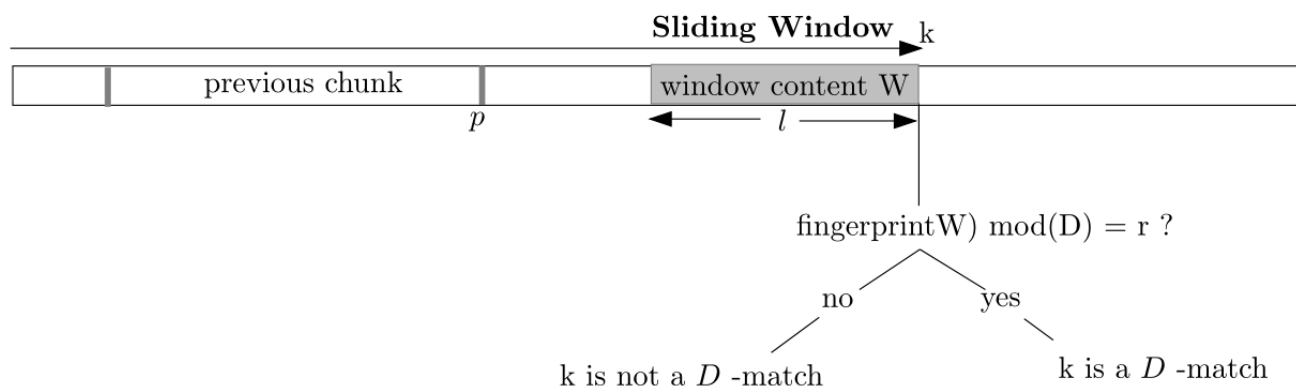 Sliding Window k
previous chunk
window content W
p
l
fingerprintW) mod(D) = r ?
no
yes
k is not a D -match
k is a D -match